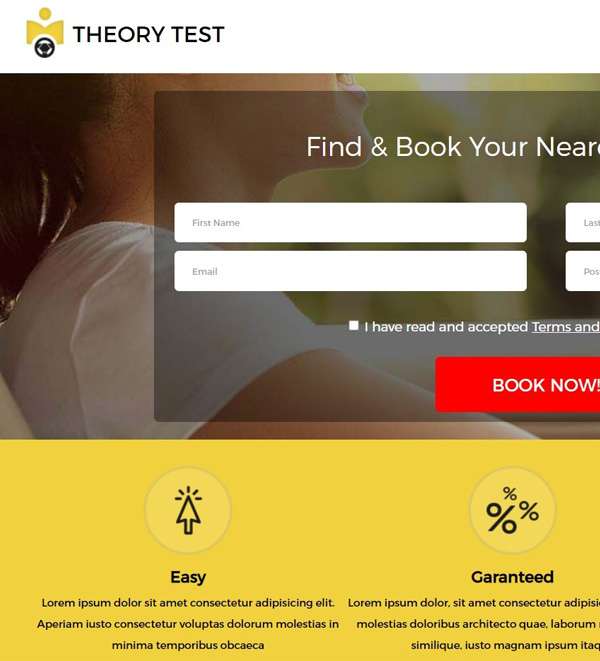 THEORY TEST
Find & Book Your Near
First Name
Last
Email
Pos
I have read and accepted Terms and
BOOK NOW!
%
% %
Easy
Garanteed
Lorem ipsum dolor sit amet consectetur adipisicing elit.
Aperiam iusto consectetur voluptas dolorum molestias in
minima temporibus obcaeca
Lorem ipsum dolor, sit amet consectetur adipisi
molestias doloribus architecto quae, laborum
similique, iusto magnam ipsum itaq